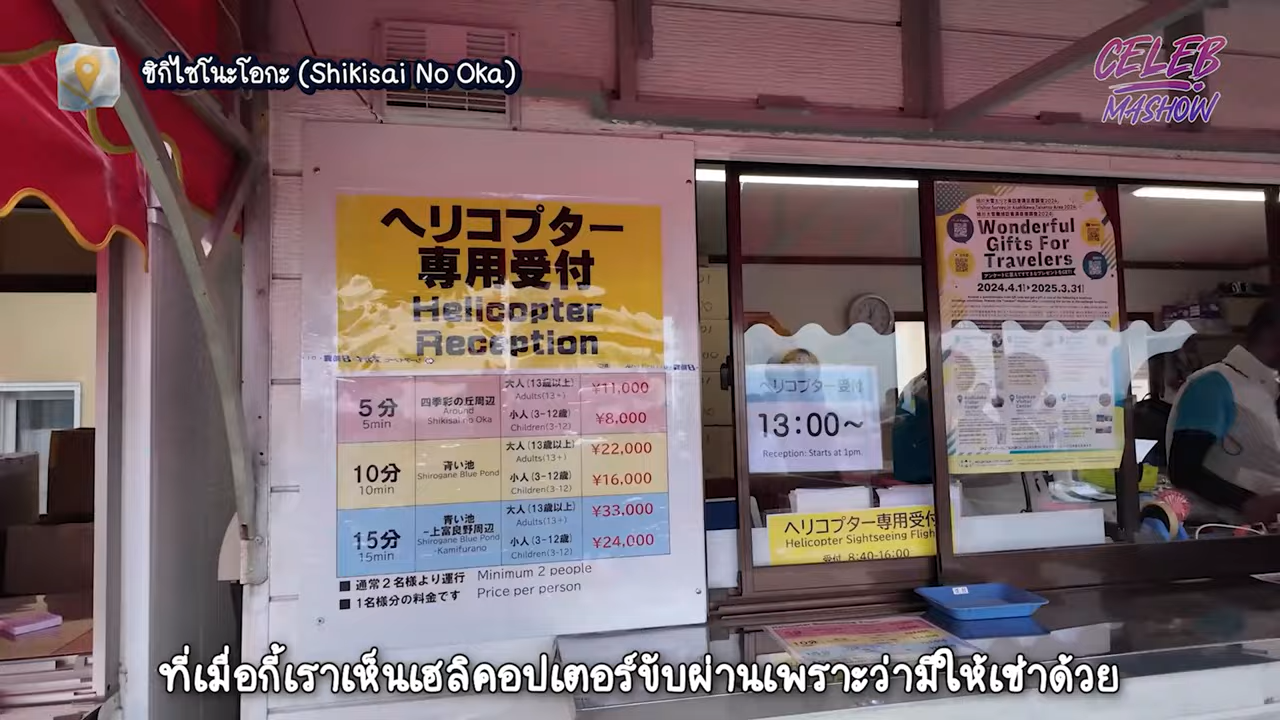 ชิกิไซโนะโอกะ (Shikisai No Oka)
CELEB
MASHOW
ヘリコプター
専用受付
Helicopter
Reception
5分
5min
四季彩の丘周辺
Around
Shikisai no Oka
大人(13歳以上)
Adults(13+)
¥11,000
小人(3-12歳)
Children(3-12)
¥8,000
10分
10min
青い池
Shirogane Blue Pond
大人(13歳以上)
Adults(13+)
¥22,000
小人(3-12歳)
Children(3-12)
¥16,000
15分
15min
青い池
-上富良野周辺
Shirogane Blue Pond
-Kamifurano
大人(13歳以上)
Adults(13+)
¥33,000
小人(3-12歳)
Children(3-12)
¥24,000
■ 通常2名様より運行 Minimum 2 people
■ 1名様分の料金です Price per person
ヘリコプター受付
13:00～
Reception: Starts at 1pm.
ヘリコプター専用受付
Helicopter Sightseeing Fligh
受付 8:40-16:00
Wonderful
Gifts For
Travelers
2024.4.1 2025.3.31
ที่เมื่อกี้เราเห็นเฮลิคอปเตอร์ขับผ่านเพราะว่ามีให้เช่าด้วย